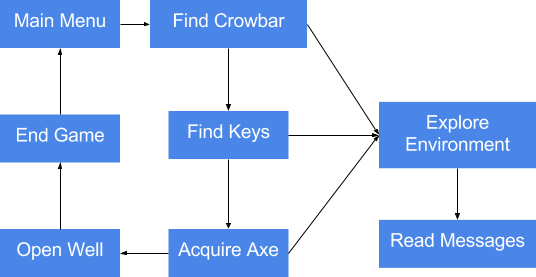 Main Menu
Find Crowbar
End Game
Find Keys
Explore
Environment
Open Well
Acquire Axe
Read Messages